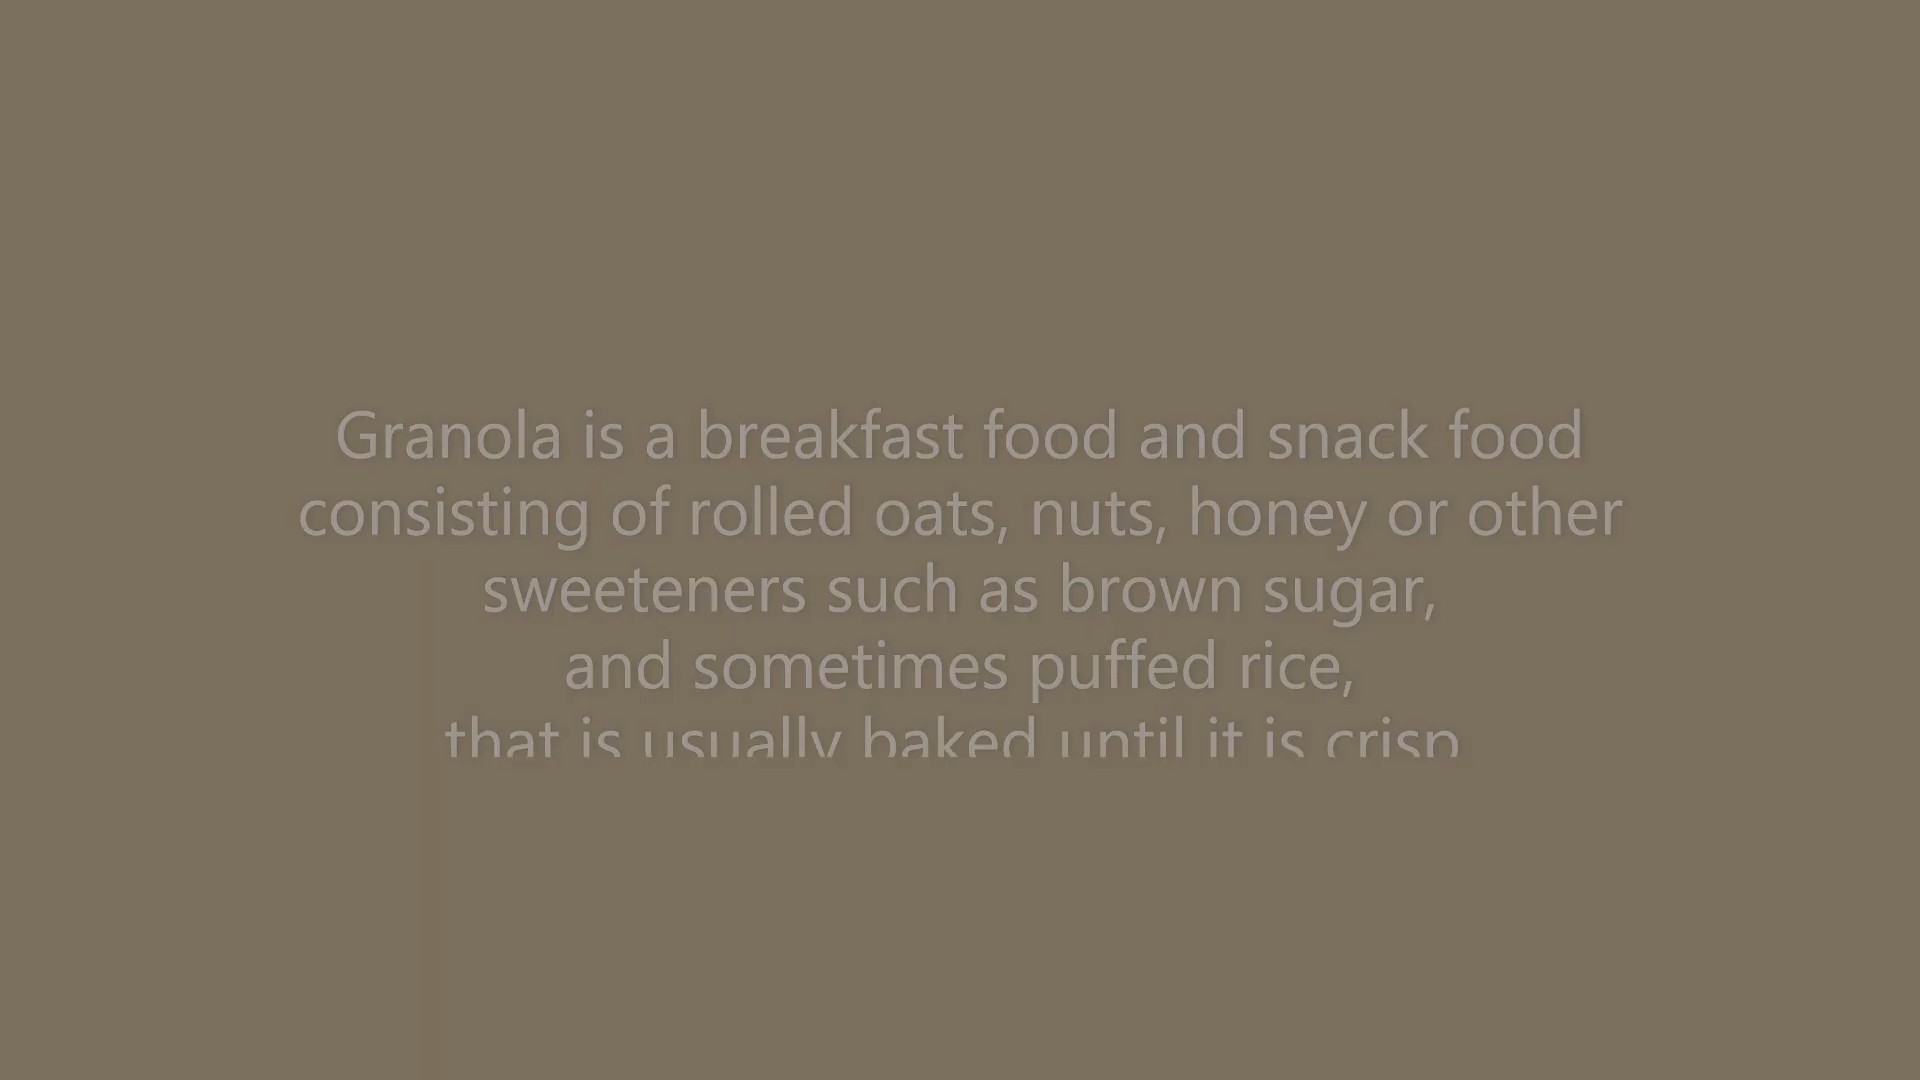 Granola is a breakfast food and snack food
consisting of rolled oats, nuts, honey or other
sweeteners such as brown sugar,
and sometimes puffed rice,
that is usually baked until it is crisp